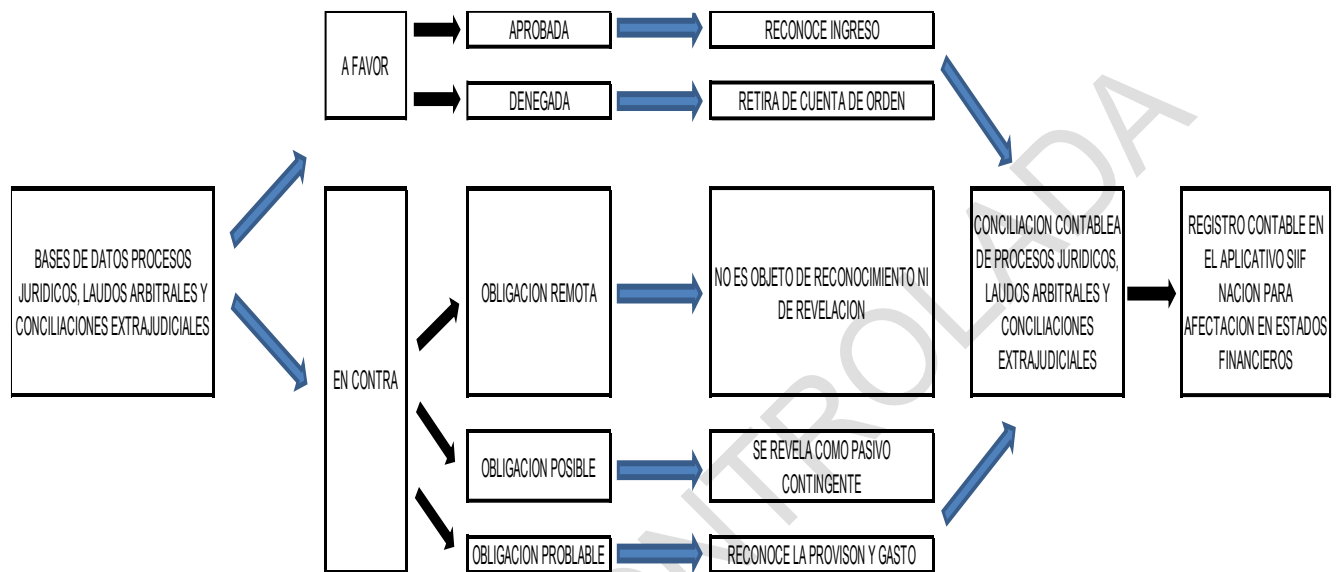 A FAVOR
APROBADA
RECONOCE INGRESO
DENEGADA
RETIRA DE CUENTA DE ORDEN
BASES DE DATOS PROCESOS
JURIDICOS, LAUDOS ARBITRALES Y
CONCILIACIONES EXTRAJUDICIALES
EN CONTRA
OBLIGACION REMOTA
NO ES OBJETO DE RECONOCIMIENTO NI
DE REVELACION
OBLIGACION POSIBLE
SE REVELA COMO PASIVO
CONTINGENTE
OBLIGACION PROBLABLE
RECONOCE LA PROVISON Y GASTO
CONCILIACION CONTABLEA
DE PROCESOS JURIDICOS,
LAUDOS ARBITRALES Y
CONCILIACIONES
EXTRAJUDICIALES
REGISTRO CONTABLE EN
EL APLICATIVO SIIF
NACION PARA
AFECTACION EN ESTADOS
FINANCIEROS
ONTROLADA